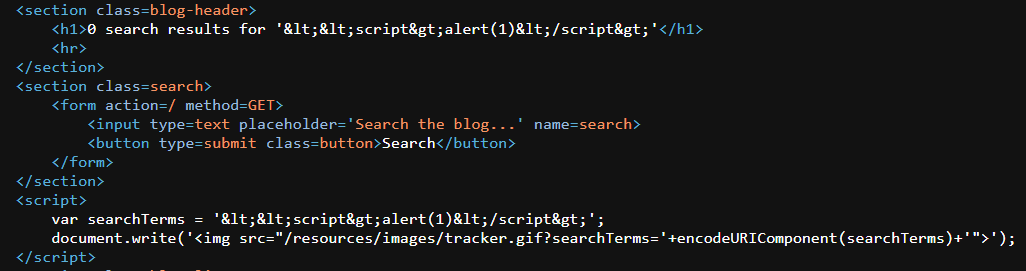 <section class=blog-header>
<h1>0 search results for '&lt;&lt;script&gt;alert(1)&lt;/script&gt;'</h1>
<hr>
</section>
<section class=search>
<form action=/ method=GET>
<input type=text placeholder='Search the blog...' name=search>
<button type=submit class=button>Search</button>
</form>
</section>
<script>
var searchTerms = '&lt;&lt;script&gt;alert(1)&lt;/script&gt;';
document.write('<img src="/resources/images/tracker.gif?searchTerms='+encodeURIComponent(searchTerms)+'">');
</script>